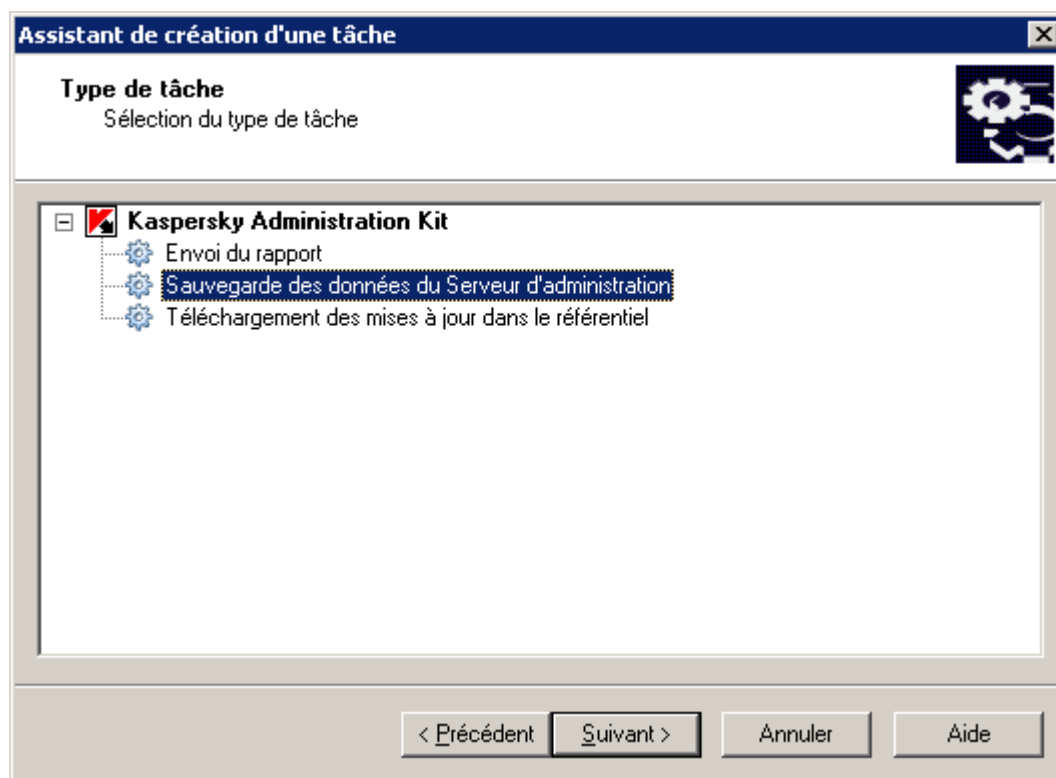 Assistant de création d'une tâche
Type de tâche
Sélection du type de tâche
Kaspersky Administration Kit
Envoi du rapport
Sauvegarde des données du Serveur d'administration
Téléchargement des mises à jour dans le référentiel
< Précédent Suivant > Annuler Aide